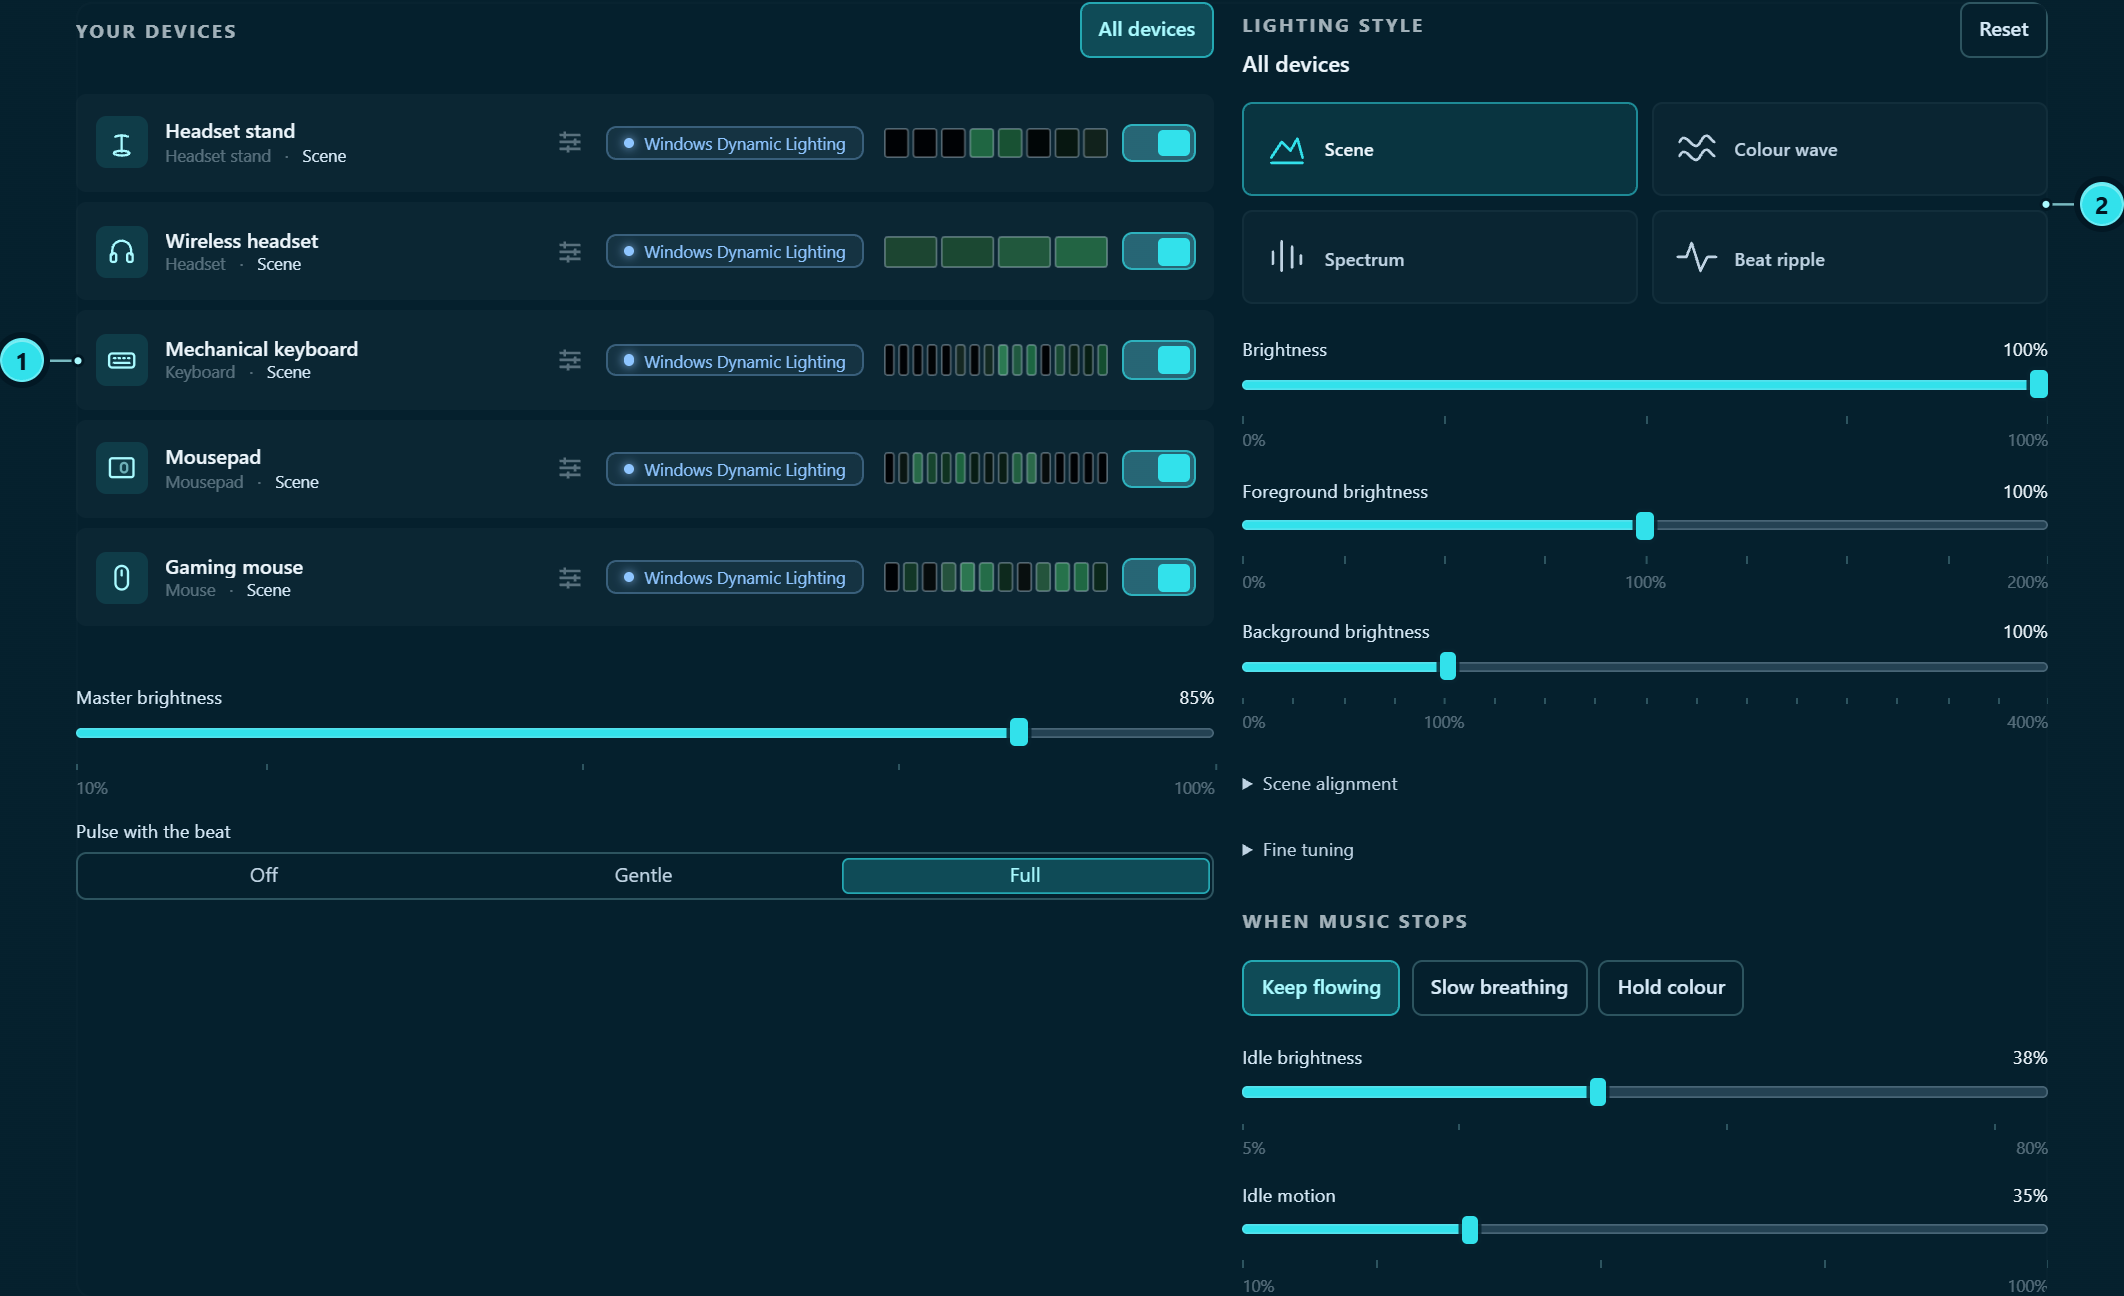 YOUR DEVICES
All devices
Headset stand
Headset stand · Scene
Windows Dynamic Lighting
Wireless headset
Headset · Scene
Windows Dynamic Lighting
1
Mechanical keyboard
Keyboard · Scene
Windows Dynamic Lighting
Mousepad
Mousepad · Scene
Windows Dynamic Lighting
Gaming mouse
Mouse · Scene
Windows Dynamic Lighting
Master brightness 85%
10% 100%
Pulse with the beat
Off Gentle Full
LIGHTING STYLE
Reset
All devices
Scene Colour wave
2
Spectrum Beat ripple
Brightness 100%
0% 100%
Foreground brightness 100%
0% 100% 200%
Background brightness 100%
0% 100% 400%
Scene alignment
Fine tuning
WHEN MUSIC STOPS
Keep flowing Slow breathing Hold colour
Idle brightness 38%
5% 80%
Idle motion 35%
10% 100%